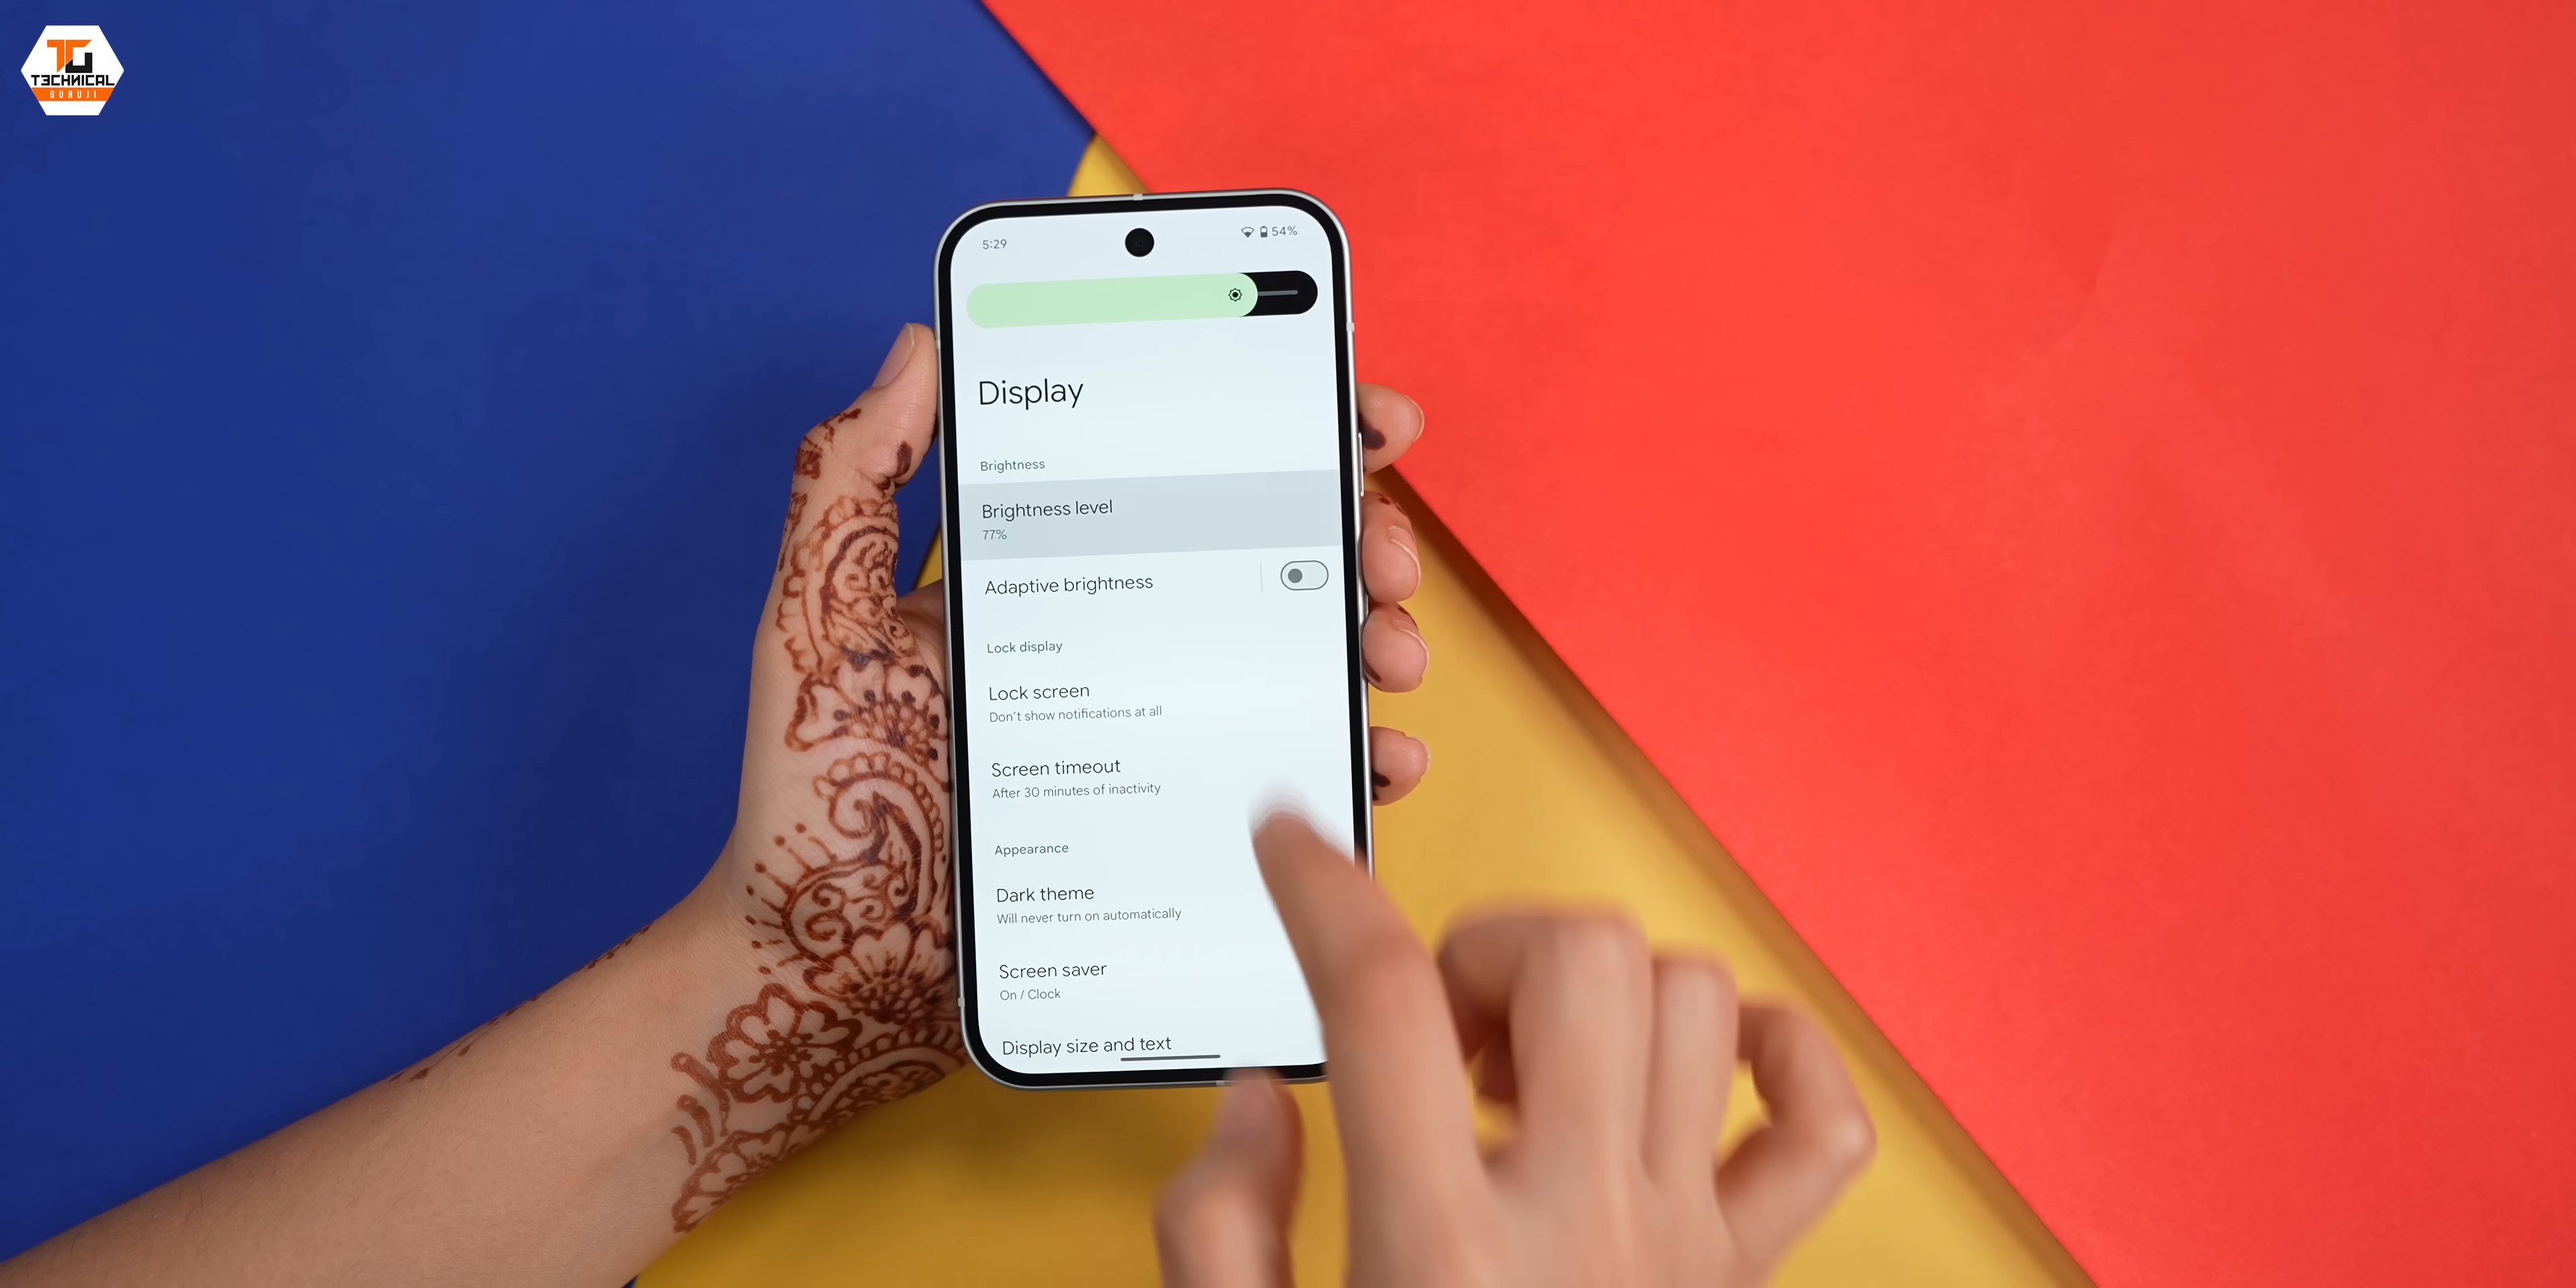 TECHNICAL
GURUJI
5:29
54%
Display
Brightness
Brightness level
77%
Adaptive brightness
Lock display
Lock screen
Don't show notifications at all
Screen timeout
After 30 minutes of inactivity
Appearance
Dark theme
Will never turn on automatically
Screen saver
On / Clock
Display size and text